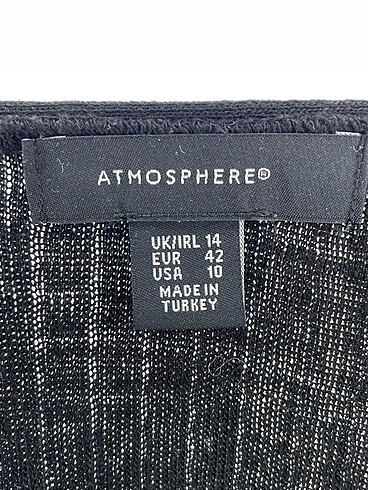 ATMOSPHERE®
UK/IRL 14
EUR 42
USA 10
MADE IN
TURKEY